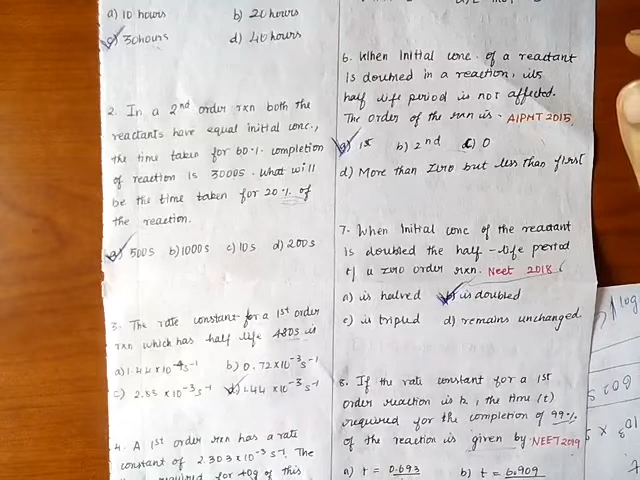 a) 10 hours b) 20 hours
c) 30hours d) 40 hours
2. In a 2nd order rxn both the
reactants have equal initial conc.,
the time taken for 60% completion
of reaction is 3000s. What will
be the time taken for 20% of
the reaction.
a) 500s b) 1000s c) 10s d) 200s
3. The rate constant for a 1st order
rxn which has half life 480s is
a) 1.44 x 10⁻⁴s⁻¹ b) 0.72 x 10⁻³s⁻¹
c) 2.88 x 10⁻³s⁻¹ d) 1.44 x 10⁻³s⁻¹
4. A 1st order rxn has a rate
constant of 2.303 x 10⁻³ s⁻¹. The
required for 40g of this
6. When initial conc. of a reactant
is doubled in a reaction, its
half life period is not affected.
The order of the rxn is. AIPMT 2015
a) 1st b) 2nd c) 0
d) More than zero but less than first
7. When initial conc of the reactant
is doubled the half-life period
of a zero order rxn. Neet 2018
a) is halved b) is doubled
c) is tripled d) remains unchanged
8. If the rate constant for a 1st
order reaction is k, the time (t)
required for the completion of 99%
of the reaction is given by. NEET 2019
a) t = 0.693 b) t = 6.909